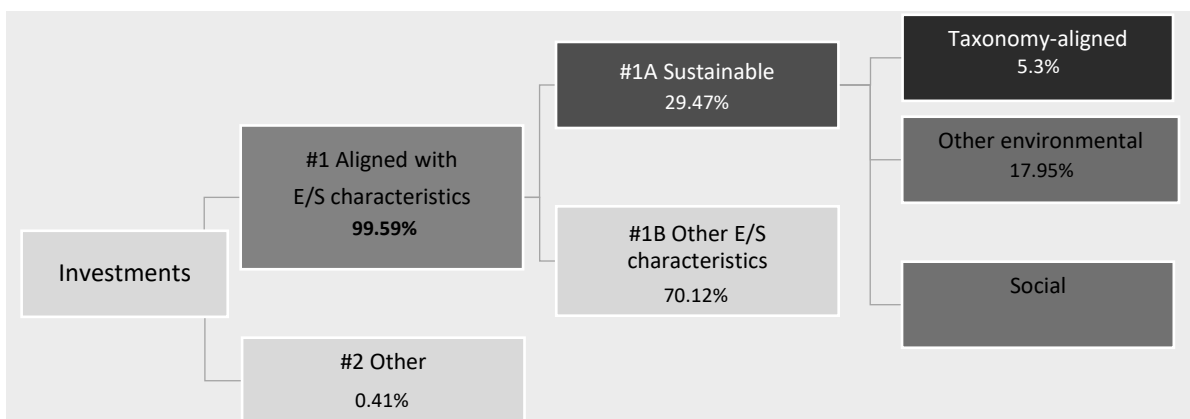 Investments
#1 Aligned with
E/S characteristics
99.59%
#2 Other
0.41%
#1A Sustainable
29.47%
#1B Other E/S
characteristics
70.12%
Taxonomy-aligned
5.3%
Other environmental
17.95%
Social